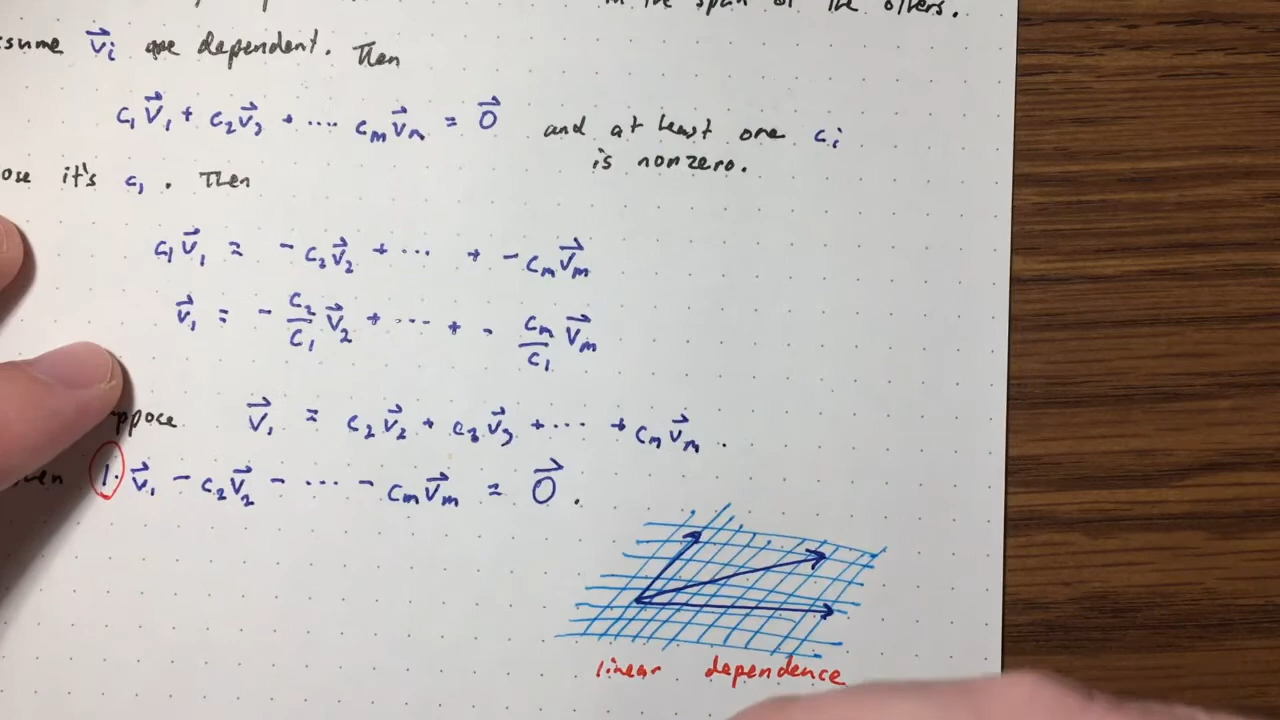 in the span of the others.
ssume v⃗ᵢ are dependent. Then
c₁v⃗₁ + c₂v⃗₂ + .... cₘv⃗ₘ = 0⃗ and at least one cᵢ
is nonzero.
ose it's c₁. Then
c₁v⃗₁ = -c₂v⃗₂ + ... + -cₘv⃗ₘ
v⃗₁ = - c₂/c₁ v⃗₂ + ... + - cₘ/c₁ v⃗ₘ
ppose v⃗₁ = c₂v⃗₂ + c₃v⃗₃ + ... + cₘv⃗ₘ.
en 1·v⃗₁ - c₂v⃗₂ - ... - cₘv⃗ₘ = 0⃗.
linear dependence